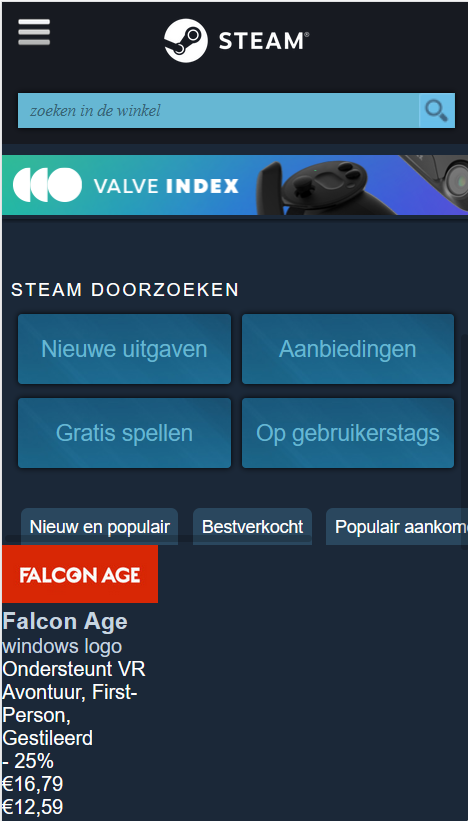 STEAM®
zoeken in de winkel
VALVE INDEX
STEAM DOORZOEKEN
Nieuwe uitgaven
Aanbiedingen
Gratis spellen
Op gebruikerstags
Nieuw en populair
Bestverkocht
Populair aankom
FALCON AGE
Falcon Age
windows logo
Ondersteunt VR
Avontuur, First-
Person,
Gestileerd
- 25%
€16,79
€12,59